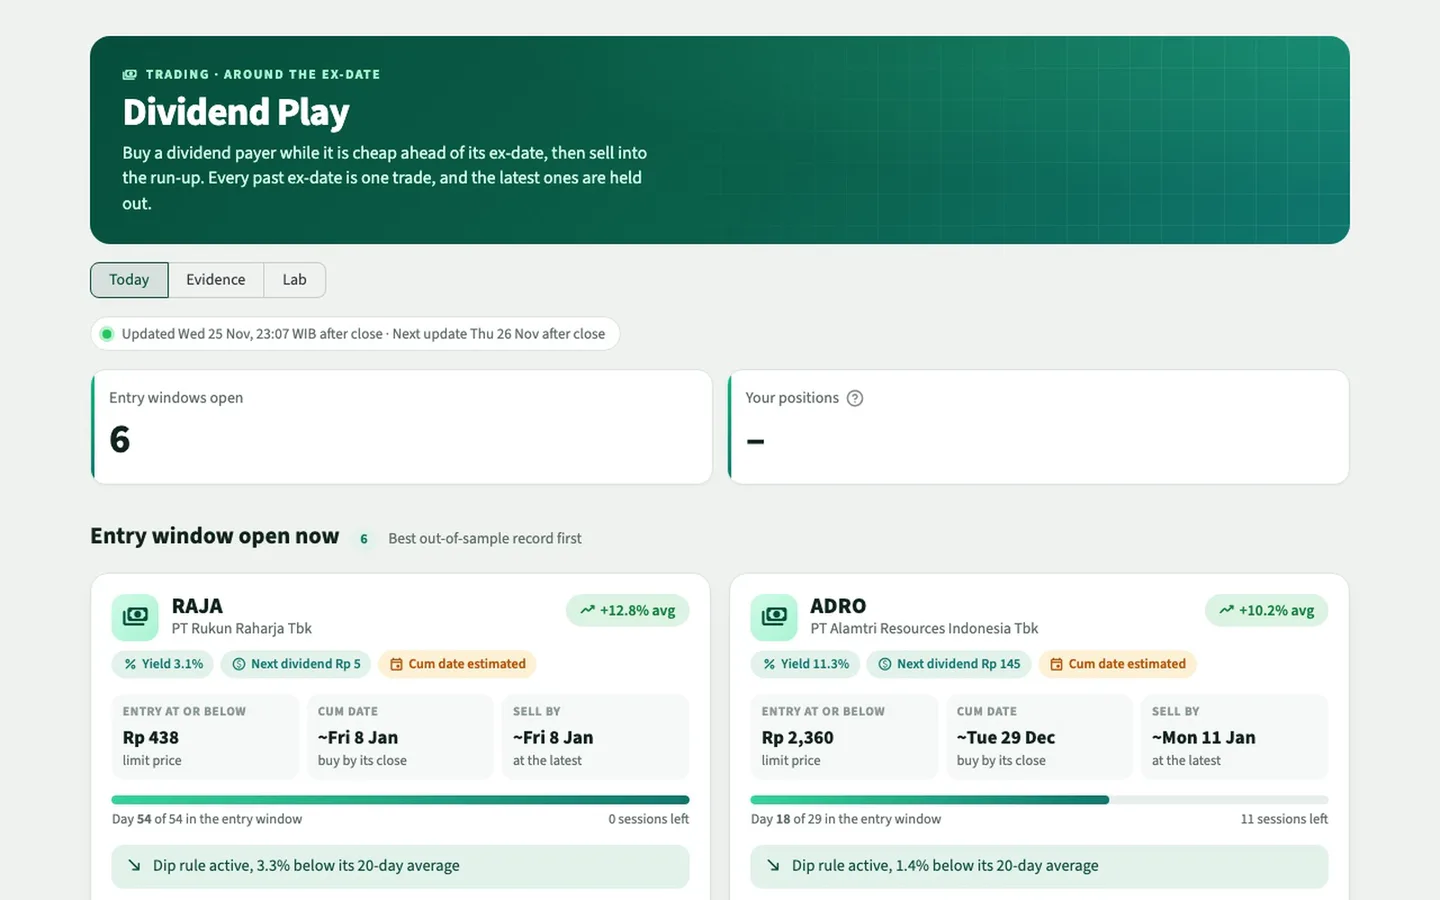 TRADING · AROUND THE EX-DATE
Dividend Play
Buy a dividend payer while it is cheap ahead of its ex-date, then sell into
the run-up. Every past ex-date is one trade, and the latest ones are held
out.
Today Evidence Lab
Updated Wed 25 Nov, 23:07 WIB after close · Next update Thu 26 Nov after close
Entry windows open
6
Your positions ?
–
Entry window open now 6 Best out-of-sample record first
RAJA
PT Rukun Raharja Tbk
+12.8% avg
Yield 3.1% Next dividend Rp 5 Cum date estimated
ENTRY AT OR BELOW
Rp 438
limit price
CUM DATE
~Fri 8 Jan
buy by its close
SELL BY
~Fri 8 Jan
at the latest
Day 54 of 54 in the entry window 0 sessions left
Dip rule active, 3.3% below its 20-day average
ADRO
PT Alamtri Resources Indonesia Tbk
+10.2% avg
Yield 11.3% Next dividend Rp 145 Cum date estimated
ENTRY AT OR BELOW
Rp 2,360
limit price
CUM DATE
~Tue 29 Dec
buy by its close
SELL BY
~Mon 11 Jan
at the latest
Day 18 of 29 in the entry window 11 sessions left
Dip rule active, 1.4% below its 20-day average